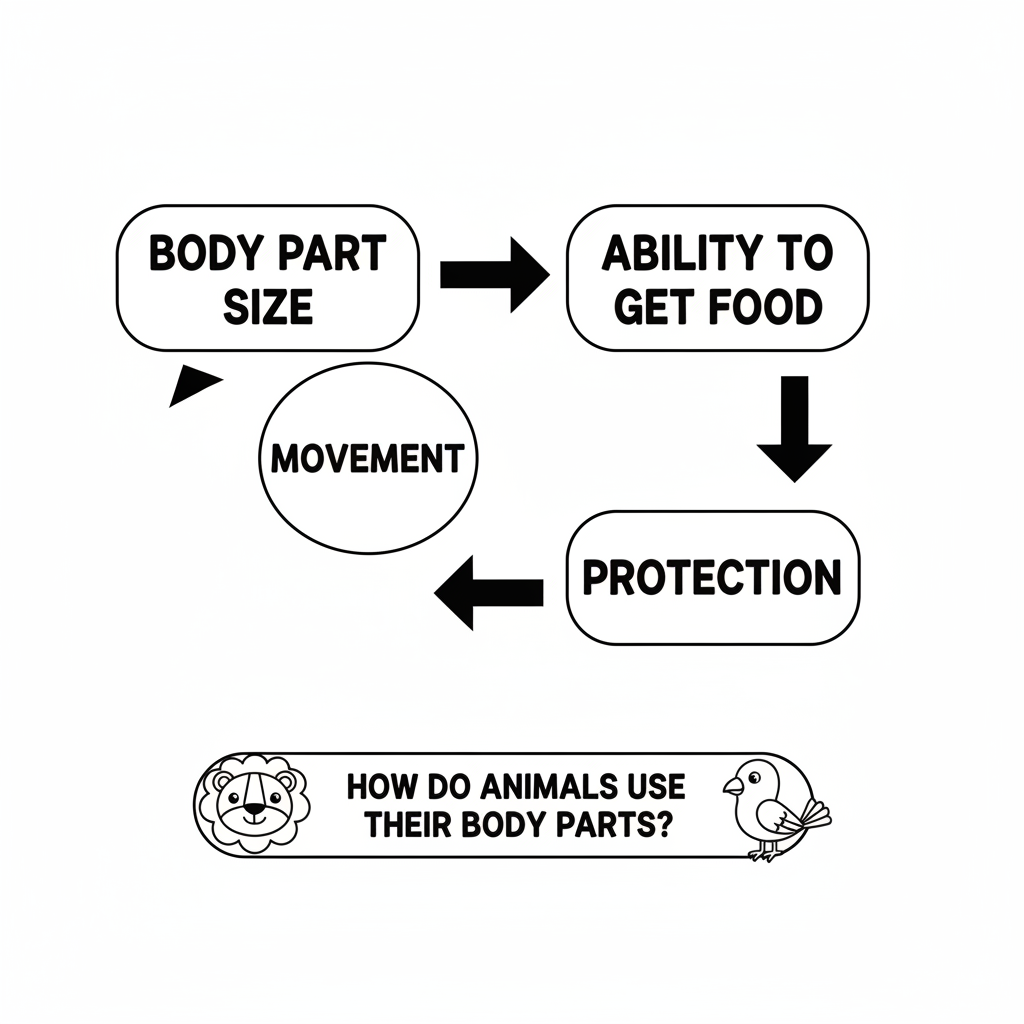 BODY PART
SIZE
ABILITY TO
GET FOOD
MOVEMENT
PROTECTION
HOW DO ANIMALS USE
THEIR BODY PARTS?